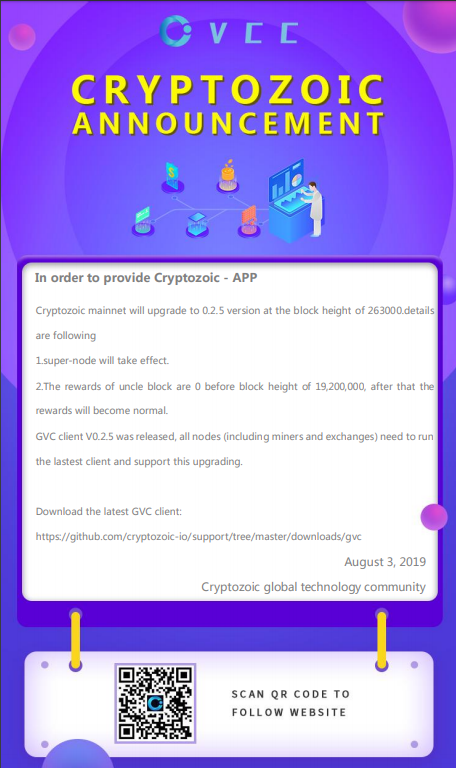 VCC
CRYPTOZOIC
ANNOUNCEMENT
In order to provide Cryptozoic - APP
Cryptozoic mainnet will upgrade to 0.2.5 version at the block height of 263000.details
are following
1.super-node will take effect.
2.The rewards of uncle block are 0 before block height of 19,200,000, after that the
rewards will become normal.
GVC client V0.2.5 was released, all nodes (including miners and exchanges) need to run
the lastest client and support this upgrading.
Download the latest GVC client:
https://github.com/cryptozoic-io/support/tree/master/downloads/gvc
August 3, 2019
Cryptozoic global technology community
SCAN QR CODE TO
FOLLOW WEBSITE